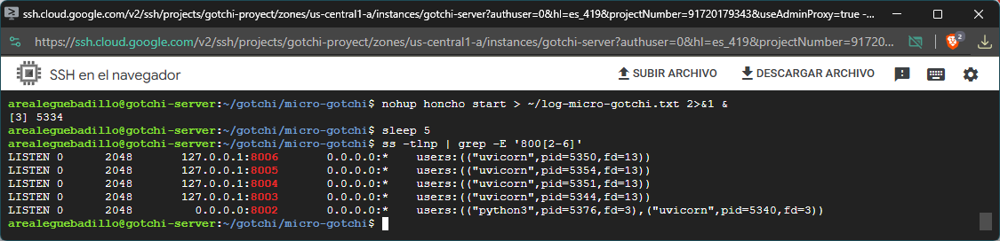 ssh.cloud.google.com/v2/ssh/projects/gotchi-proyect/zones/us-central1-a/instances/gotchi-server?authuser=0&hl=es_419&projectNumber=91720179343&useAdminProxy=true -...
https://ssh.cloud.google.com/v2/ssh/projects/gotchi-proyect/zones/us-central1-a/instances/gotchi-server?authuser=0&hl=es_419&projectNumber=91720... 2
SSH en el navegador SUBIR ARCHIVO DESCARGAR ARCHIVO
arealeguebadillo@gotchi-server:~/gotchi/micro-gotchi$ nohup honcho start > ~/log-micro-gotchi.txt 2>&1 &
[3] 5334
arealeguebadillo@gotchi-server:~/gotchi/micro-gotchi$ sleep 5
arealeguebadillo@gotchi-server:~/gotchi/micro-gotchi$ ss -tlnp | grep -E '800[2-6]'
LISTEN 0 2048 127.0.0.1:8006 0.0.0.0:* users:(("uvicorn",pid=5350,fd=13))
LISTEN 0 2048 127.0.0.1:8005 0.0.0.0:* users:(("uvicorn",pid=5354,fd=13))
LISTEN 0 2048 127.0.0.1:8004 0.0.0.0:* users:(("uvicorn",pid=5351,fd=13))
LISTEN 0 2048 127.0.0.1:8003 0.0.0.0:* users:(("uvicorn",pid=5344,fd=13))
LISTEN 0 2048 0.0.0.0:8002 0.0.0.0:* users:(("python3",pid=5376,fd=3),("uvicorn",pid=5340,fd=3))
arealeguebadillo@gotchi-server:~/gotchi/micro-gotchi$